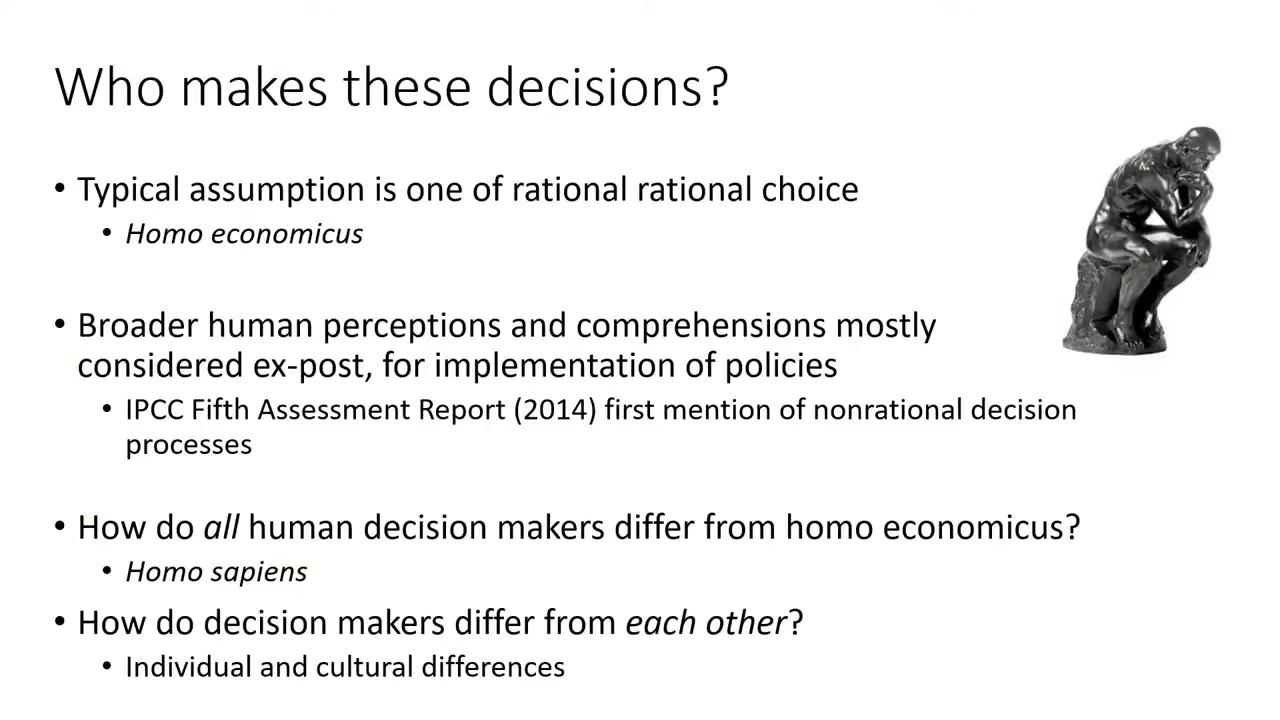 Who makes these decisions?
• Typical assumption is one of rational rational choice
• Homo economicus
• Broader human perceptions and comprehensions mostly
considered ex-post, for implementation of policies
• IPCC Fifth Assessment Report (2014) first mention of nonrational decision
processes
• How do all human decision makers differ from homo economicus?
• Homo sapiens
• How do decision makers differ from each other?
• Individual and cultural differences